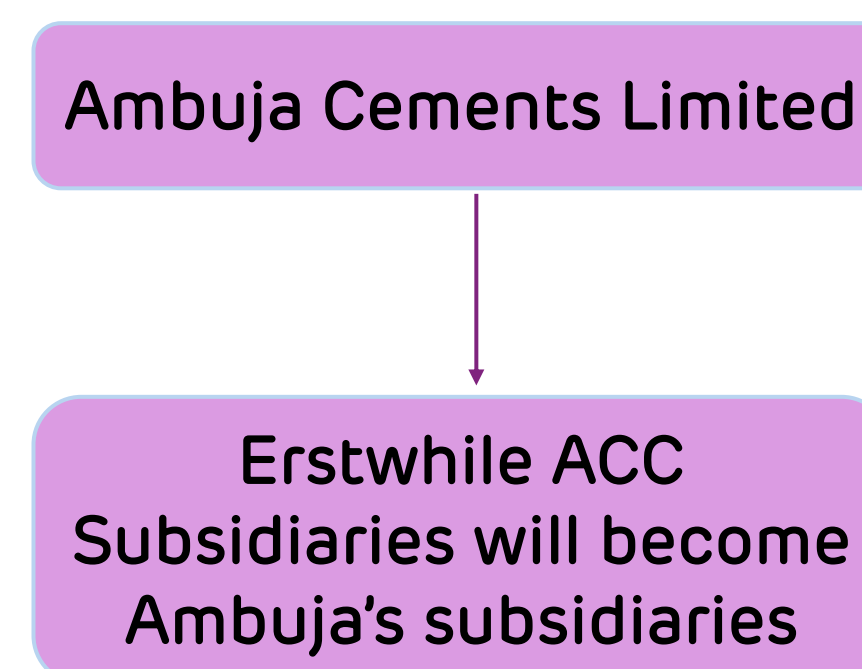 Ambuja Cements Limited
Erstwhile ACC
Subsidiaries will become
Ambuja’s subsidiaries